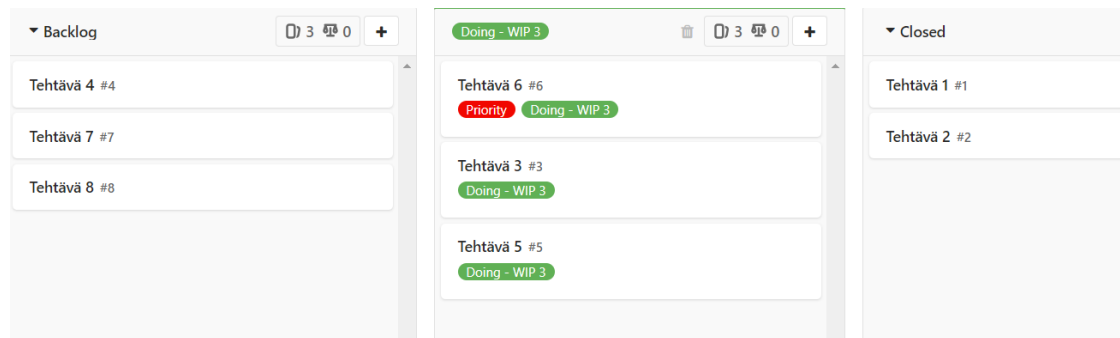 Backlog 3 0 +
Tehtävä 4 #4
Tehtävä 7 #7
Tehtävä 8 #8
Doing - WIP 3 3 0 +
Tehtävä 6 #6
Priority Doing - WIP 3
Tehtävä 3 #3
Doing - WIP 3
Tehtävä 5 #5
Doing - WIP 3
Closed
Tehtävä 1 #1
Tehtävä 2 #2